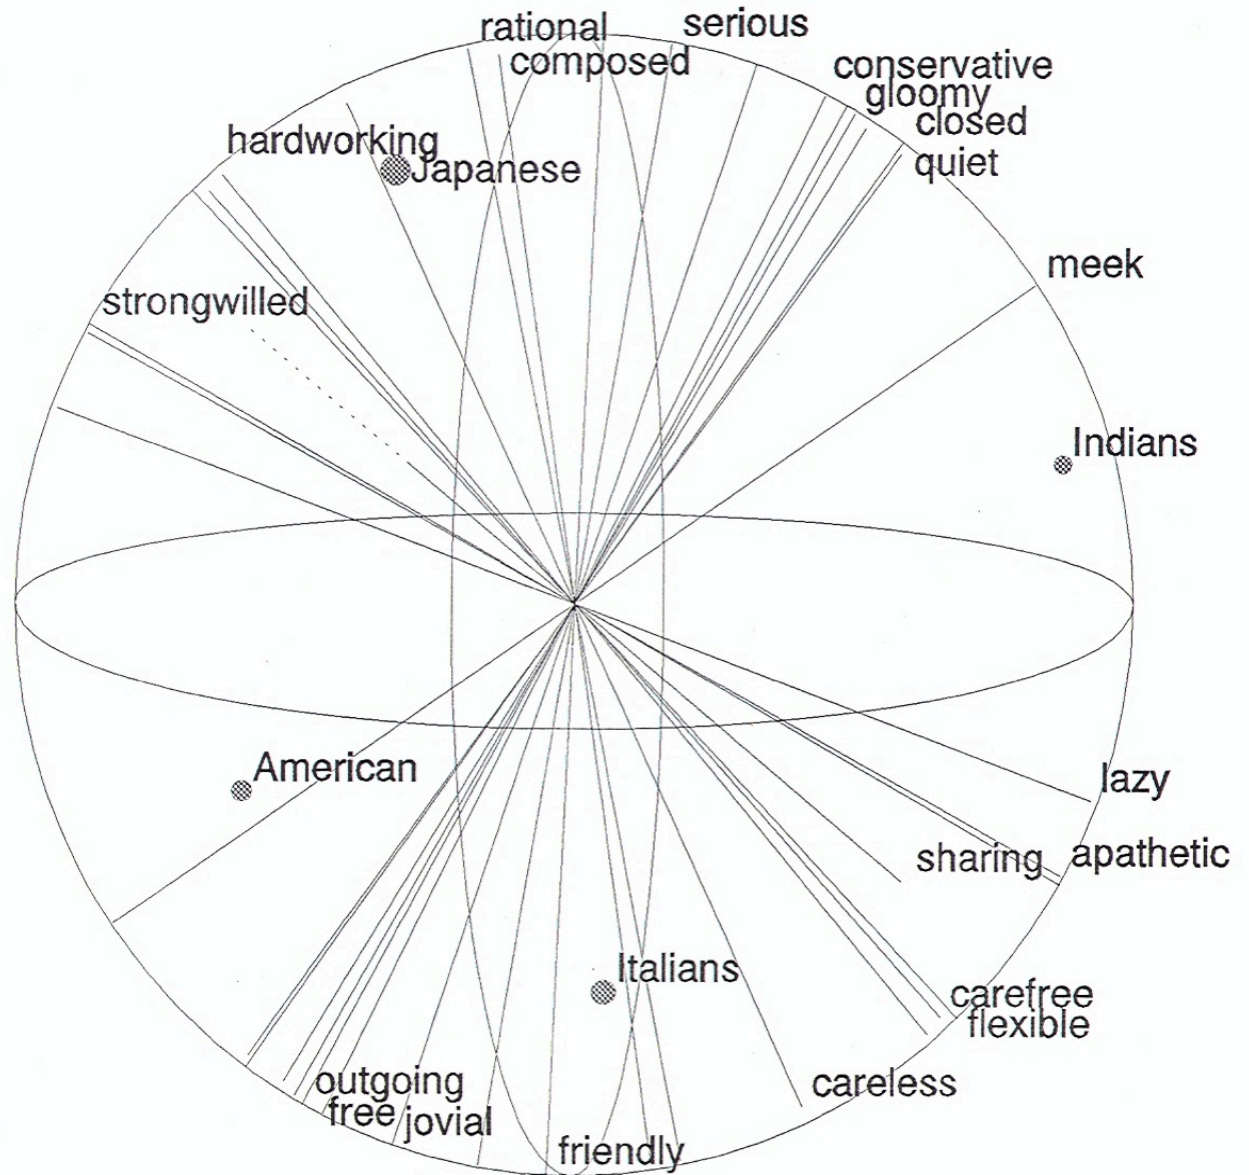 rational
serious
composed
conservative
gloomy
closed
hardworking
Japanese
quiet
meek
strongwilled
Indians
American
lazy
sharing
apathetic
Italians
carefree
flexible
outgoing
careless
free
jovial
friendly